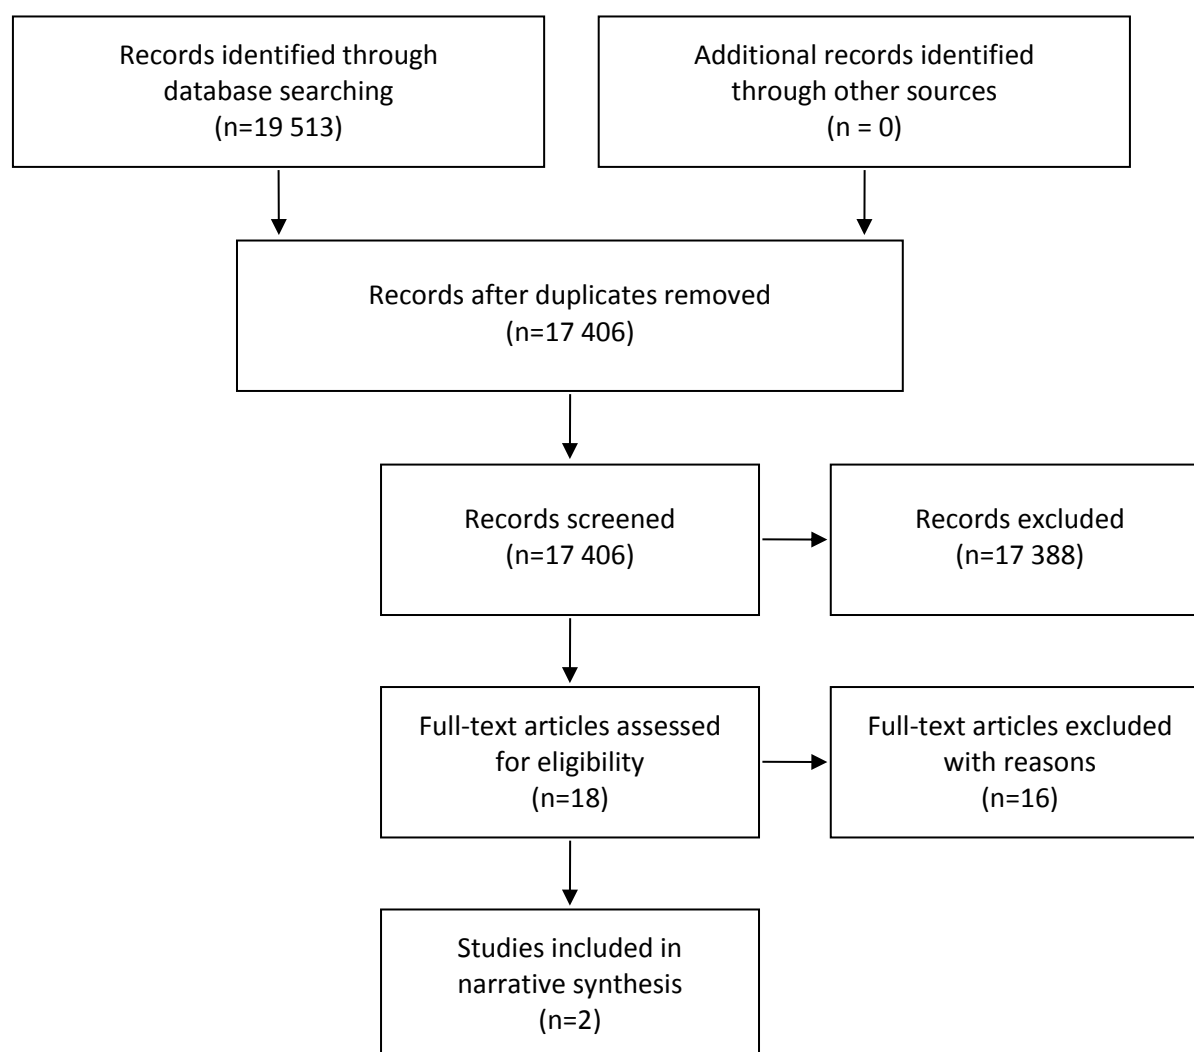 Records identified through
database searching
(n=19 513)
Additional records identified
through other sources
(n = 0)
Records after duplicates removed
(n=17 406)
Records screened
(n=17 406)
Records excluded
(n=17 388)
Full-text articles assessed
for eligibility
(n=18)
Full-text articles excluded
with reasons
(n=16)
Studies included in
narrative synthesis
(n=2)